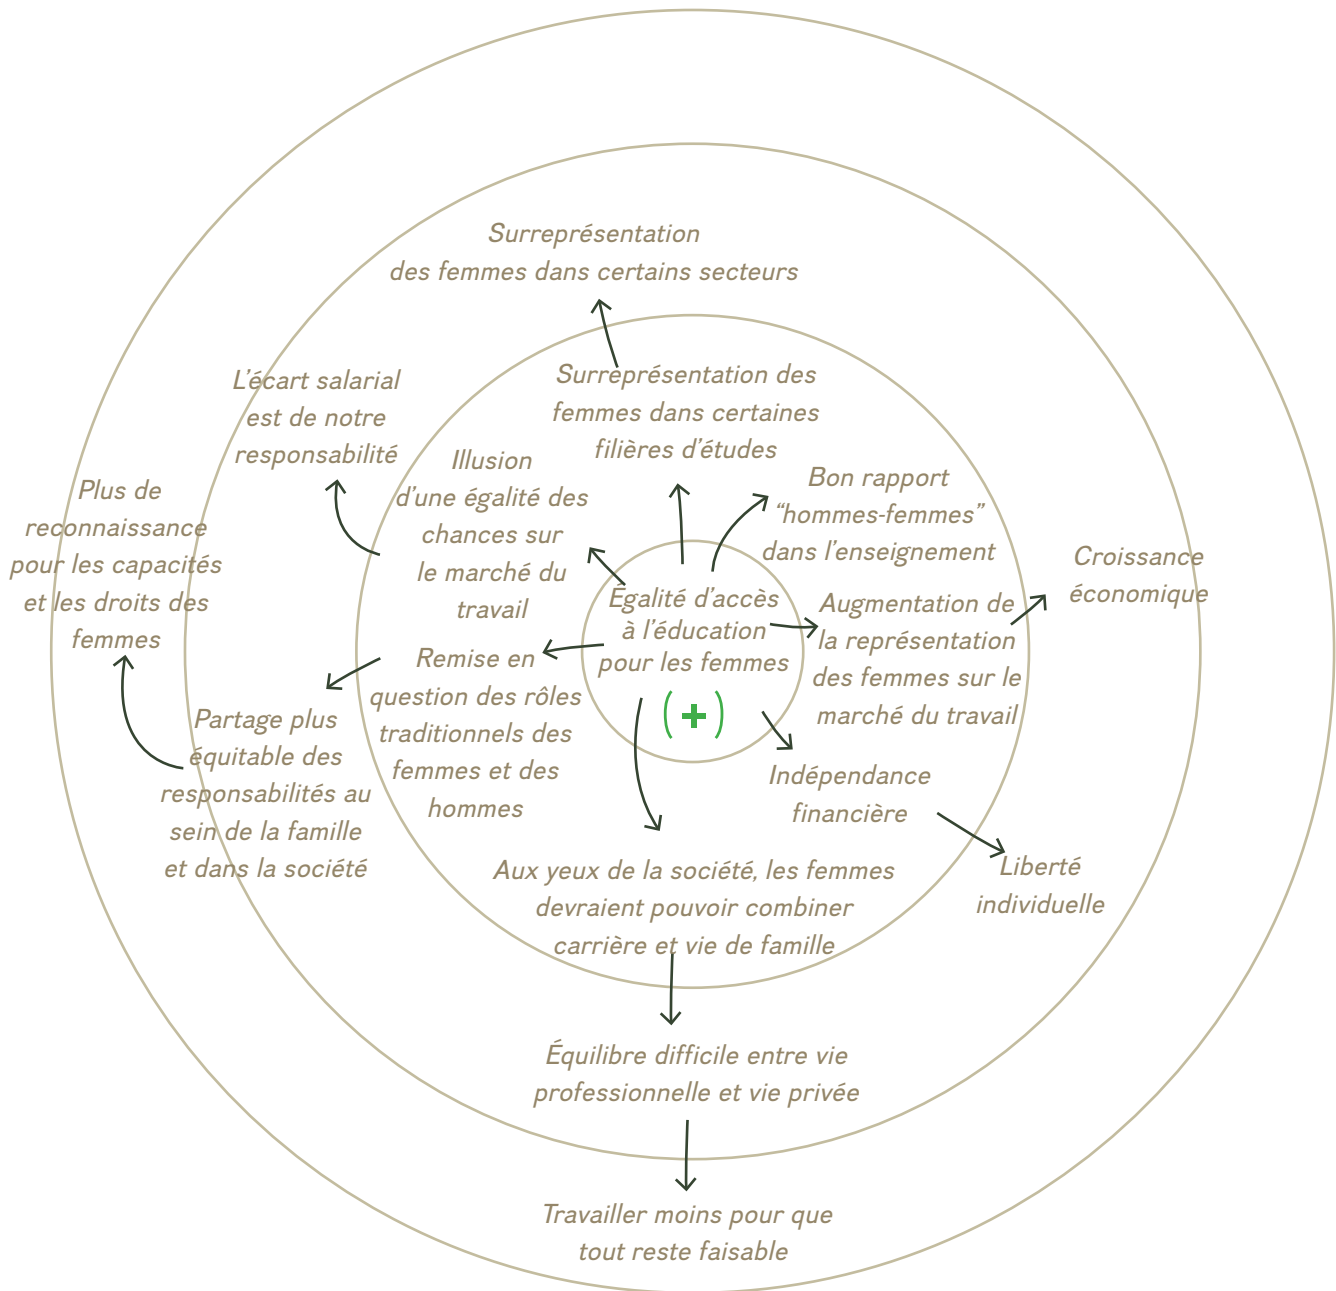 Surreprésentation
des femmes dans certains secteurs
L'écart salarial
est de notre
responsabilité
Surreprésentation des
femmes dans certaines
filières d'études
Illusion
d'une égalité des
chances sur
le marché du
travail
Bon rapport
“hommes-femmes”
dans l'enseignement
Plus de
reconnaissance
pour les capacités
et les droits des
femmes
Croissance
économique
Égalité d'accès
à l'éducation
pour les femmes
(+)
Augmentation de
la représentation
des femmes sur le
marché du travail
Remise en
question des rôles
traditionnels des
femmes et des
hommes
Partage plus
équitable des
responsabilités au
sein de la famille
et dans la société
Indépendance
financière
Liberté
individuelle
Aux yeux de la société, les femmes
devraient pouvoir combiner
carrière et vie de famille
Équilibre difficile entre vie
professionnelle et vie privée
Travailler moins pour que
tout reste faisable